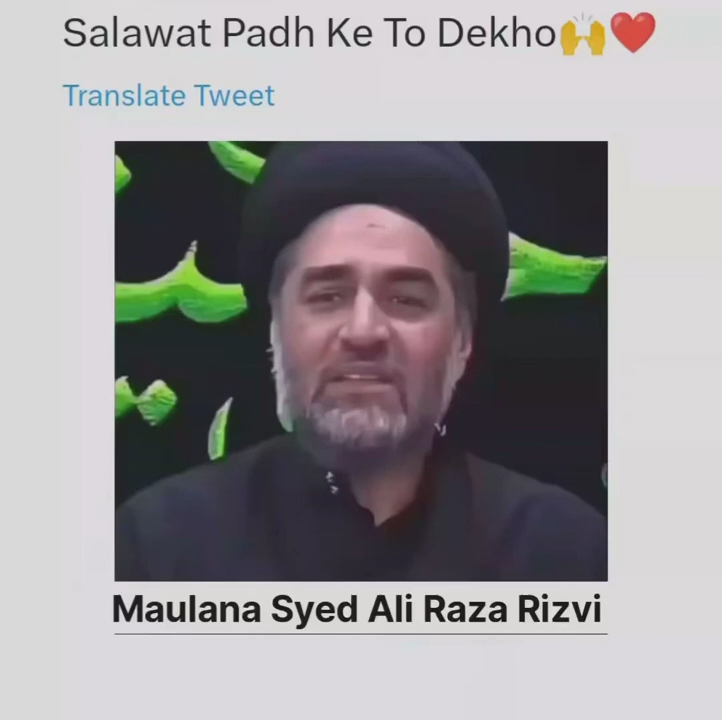 Salawat Padh Ke To Dekho🙌❤️
Translate Tweet
Maulana Syed Ali Raza Rizvi